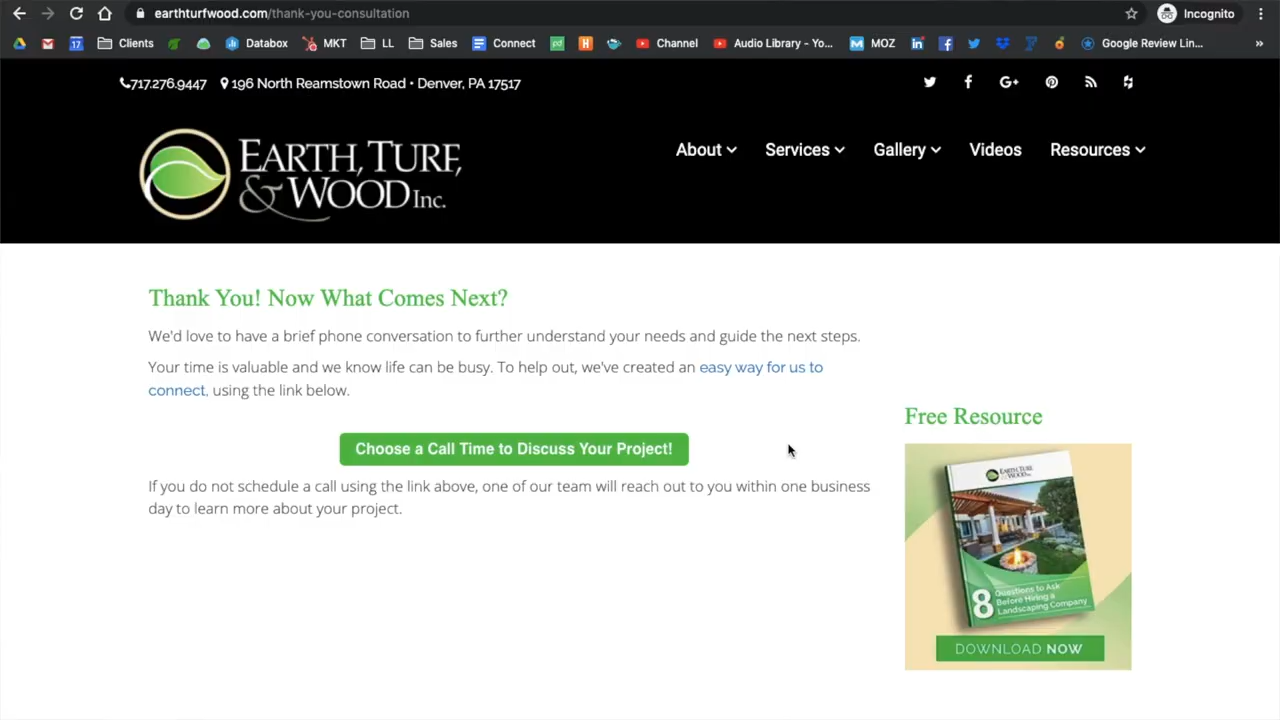 earthturfwood.com/thank-you-consultation
Incognito
Clients
Databox
MKT
LL
Sales
Connect
Channel
Audio Library - Yo...
MOZ
Google Review Lin...
»
717.276.9447 196 North Reamstown Road • Denver, PA 17517
EARTH, TURF,
& WOOD Inc.
About
Services
Gallery
Videos
Resources
Thank You! Now What Comes Next?
We'd love to have a brief phone conversation to further understand your needs and guide the next steps.
Your time is valuable and we know life can be busy. To help out, we've created an easy way for us to
connect, using the link below.
Choose a Call Time to Discuss Your Project!
If you do not schedule a call using the link above, one of our team will reach out to you within one business
day to learn more about your project.
Free Resource
EARTH, TURF,
& WOOD Inc.
8 Questions to Ask
Before Hiring a
Landscaping Company
DOWNLOAD NOW